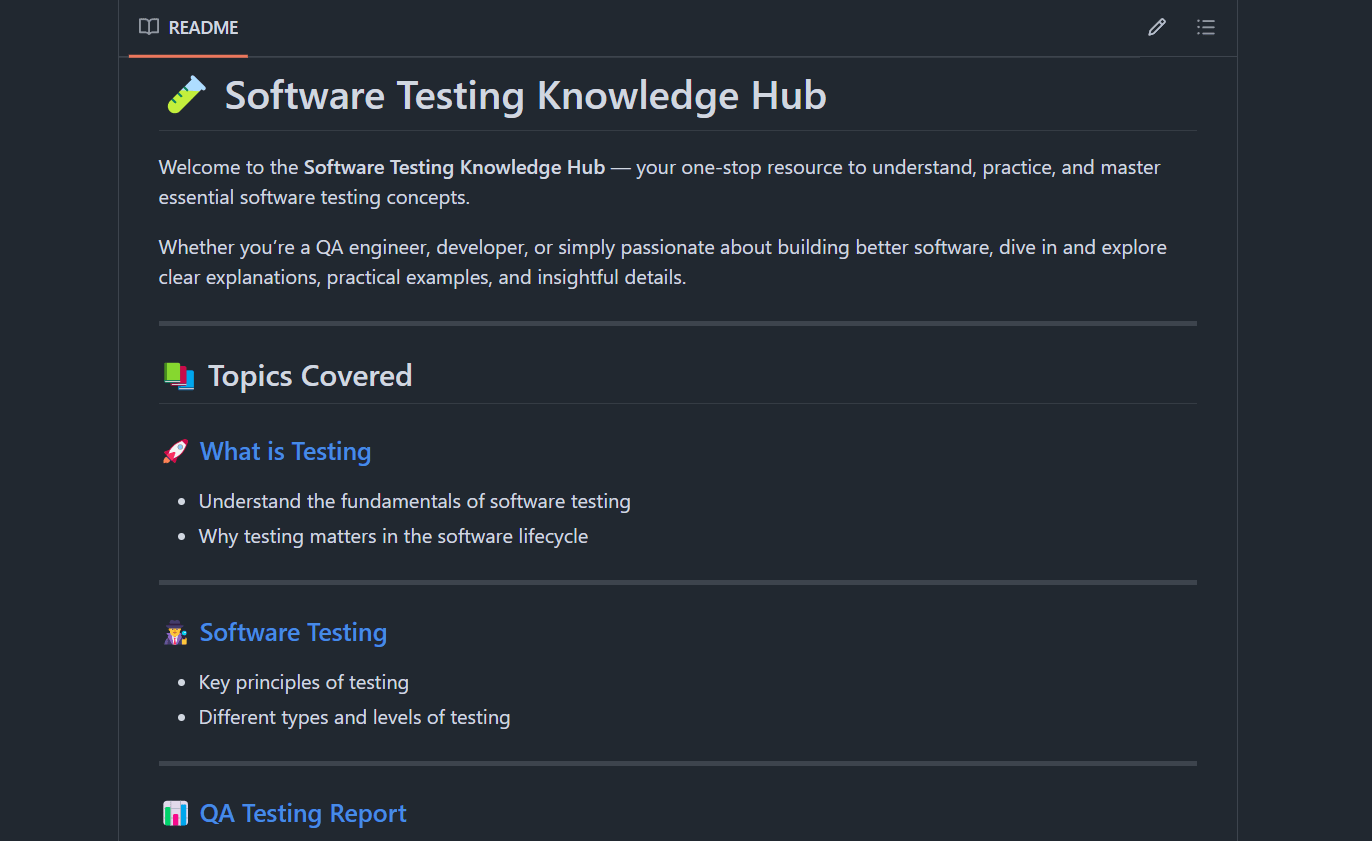 README
Software Testing Knowledge Hub
Welcome to the Software Testing Knowledge Hub — your one-stop resource to understand, practice, and master
essential software testing concepts.
Whether you’re a QA engineer, developer, or simply passionate about building better software, dive in and explore
clear explanations, practical examples, and insightful details.
Topics Covered
What is Testing
Understand the fundamentals of software testing
Why testing matters in the software lifecycle
Software Testing
Key principles of testing
Different types and levels of testing
QA Testing Report